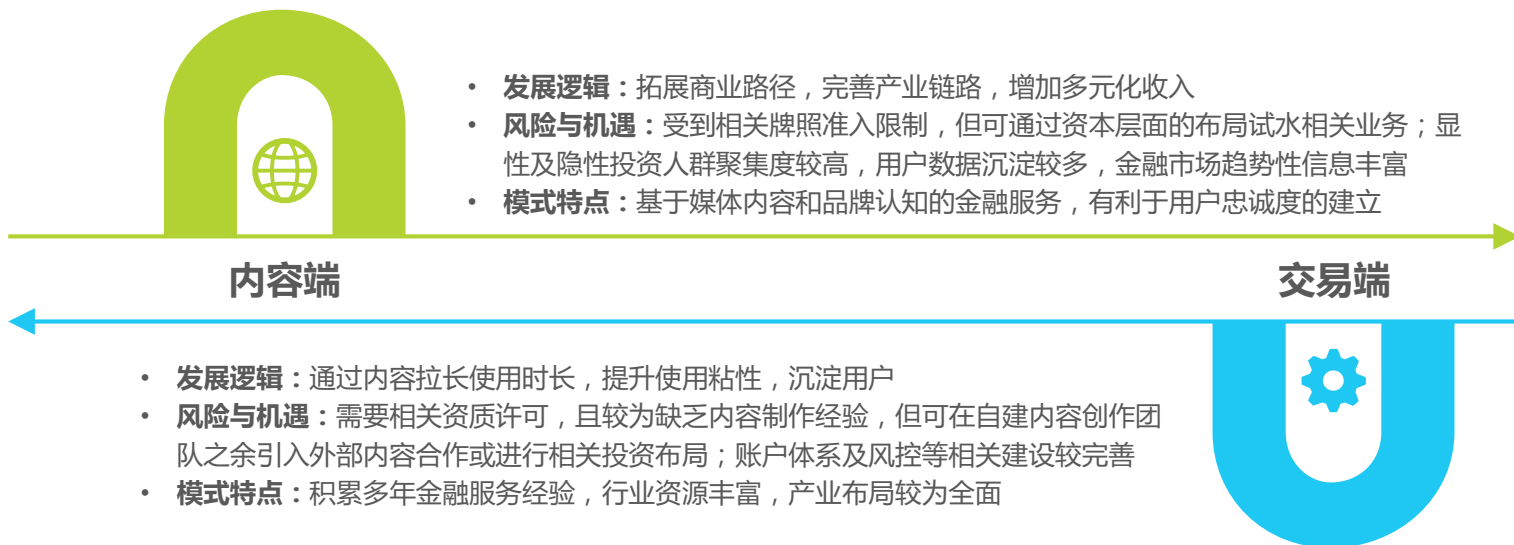 • 发展逻辑：拓展商业路径，完善产业链路，增加多元化收入
• 风险与机遇：受到相关牌照准入限制，但可通过资本层面的布局试水相关业务；显
性及隐性投资人群聚集度较高，用户数据沉淀较多，金融市场趋势性信息丰富
• 模式特点：基于媒体内容和品牌认知的金融服务，有利于用户忠诚度的建立
内容端
交易端
• 发展逻辑：通过内容拉长使用时长，提升使用粘性，沉淀用户
• 风险与机遇：需要相关资质许可，且较为缺乏内容制作经验，但可在自建内容创作团
队之余引入外部内容合作或进行相关投资布局；账户体系及风控等相关建设较完善
• 模式特点：积累多年金融服务经验，行业资源丰富，产业布局较为全面